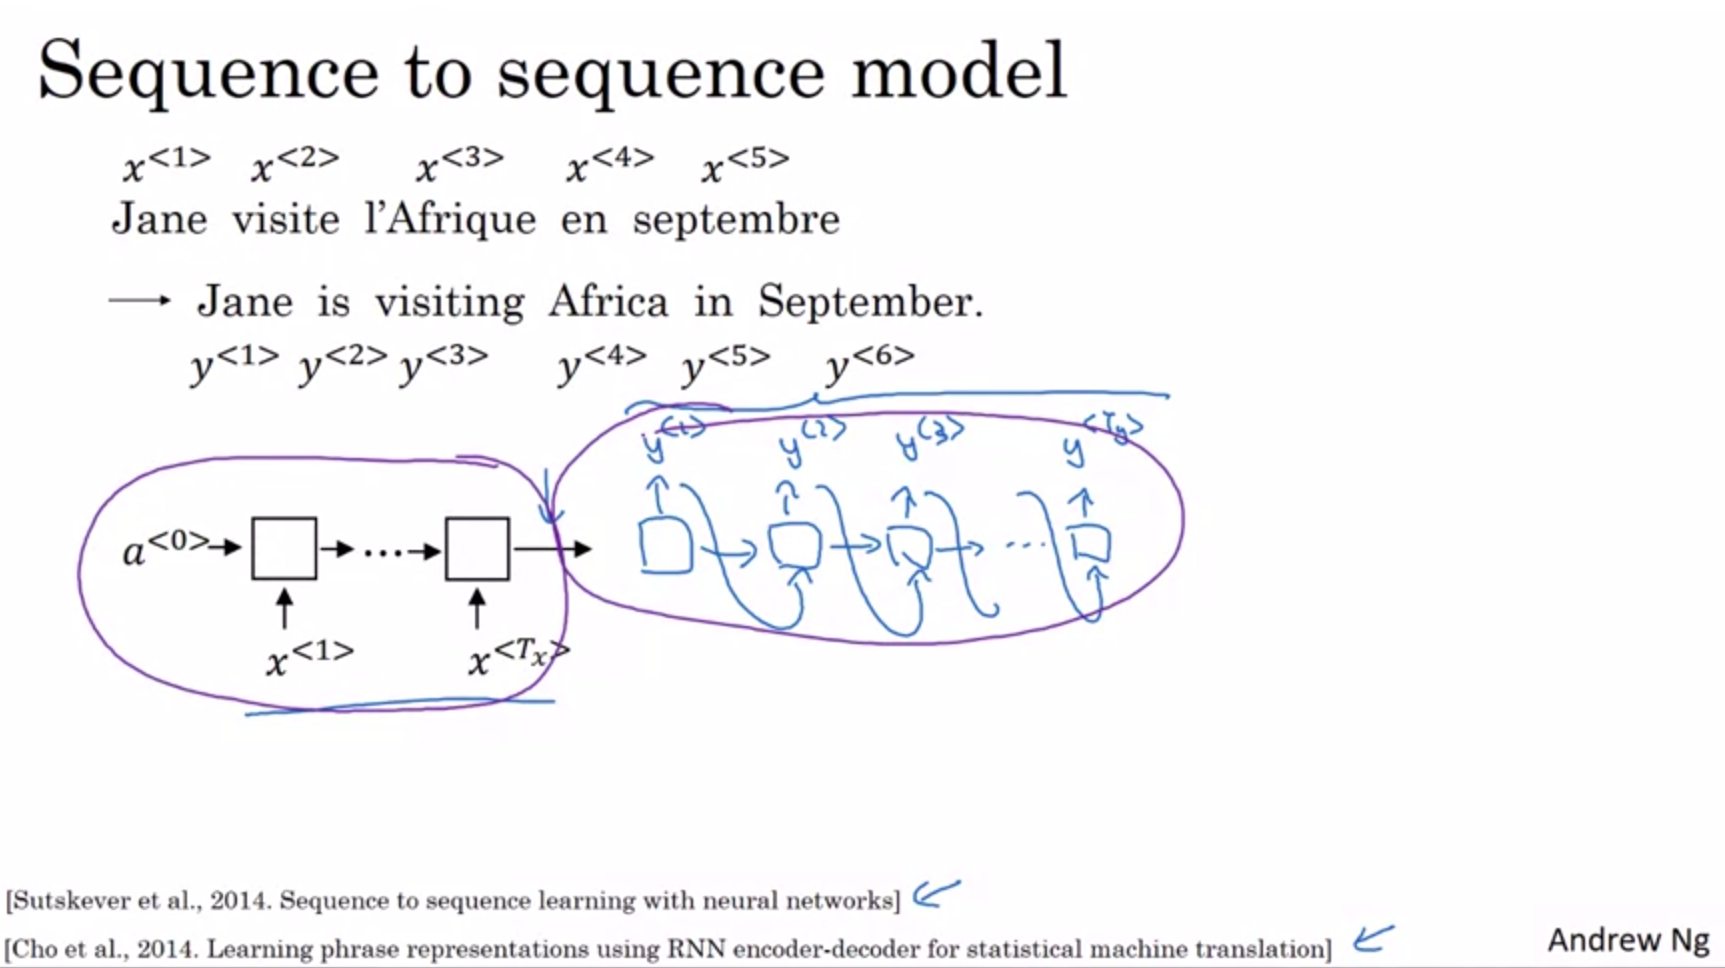 Sequence to sequence model
x<1> x<2> x<3> x<4> x<5>
Jane visite l'Afrique en septembre
→ Jane is visiting Africa in September.
y<1> y<2> y<3> y<4> y<5> y<6>
y<1> y<2> y<3> y<Ty>
a<0> ... ...
x<1> x<Tx>
[Sutskever et al., 2014. Sequence to sequence learning with neural networks]
[Cho et al., 2014. Learning phrase representations using RNN encoder-decoder for statistical machine translation]
Andrew Ng